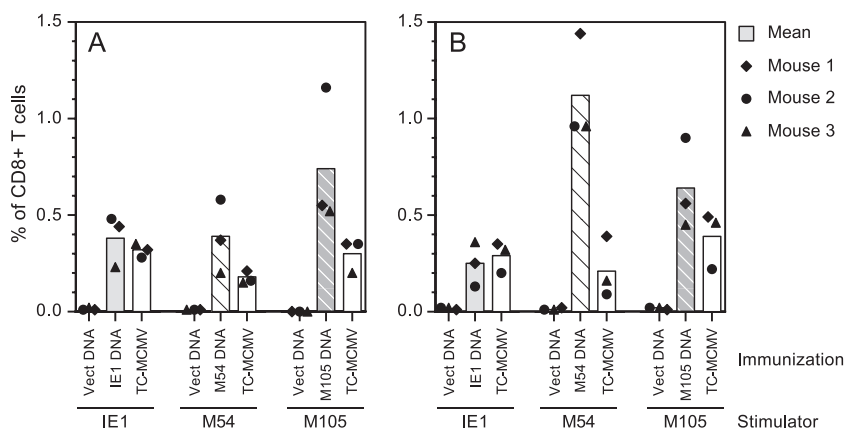 A
B
% of CD8+ T cells
1.5
1.0
0.5
0.0
1.5
1.0
0.5
0.0
Mean
Mouse 1
Mouse 2
Mouse 3
Vect DNA
IE1 DNA
TC-MCMV
Vect DNA
M54 DNA
TC-MCMV
Vect DNA
M105 DNA
TC-MCMV
Vect DNA
IE1 DNA
TC-MCMV
Vect DNA
M54 DNA
TC-MCMV
Vect DNA
M105 DNA
TC-MCMV
Immunization
IE1 M54 M105 IE1 M54 M105 Stimulator